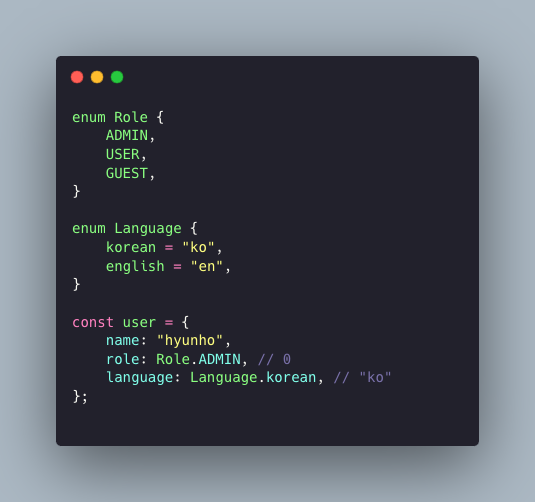 enum Role {
    ADMIN,
    USER,
    GUEST,
}

enum Language {
    korean = "ko",
    english = "en",
}

const user = {
    name: "hyunho",
    role: Role.ADMIN, // 0
    language: Language.korean, // "ko"
};